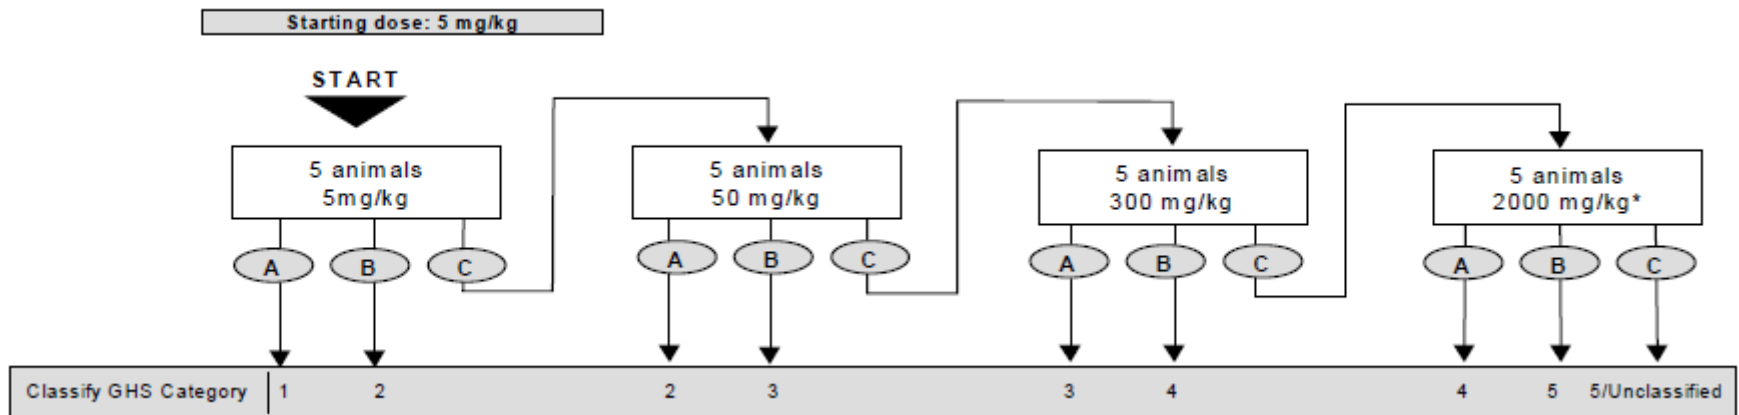 Starting dose: 5 mg/kg
START
5 animals
5mg/kg
5 animals
50 mg/kg
5 animals
300 mg/kg
5 animals
2000 mg/kg*
A B C A B C A B C A B C
Classify GHS Category 1 2 2 3 3 4 4 5 5/Unclassified